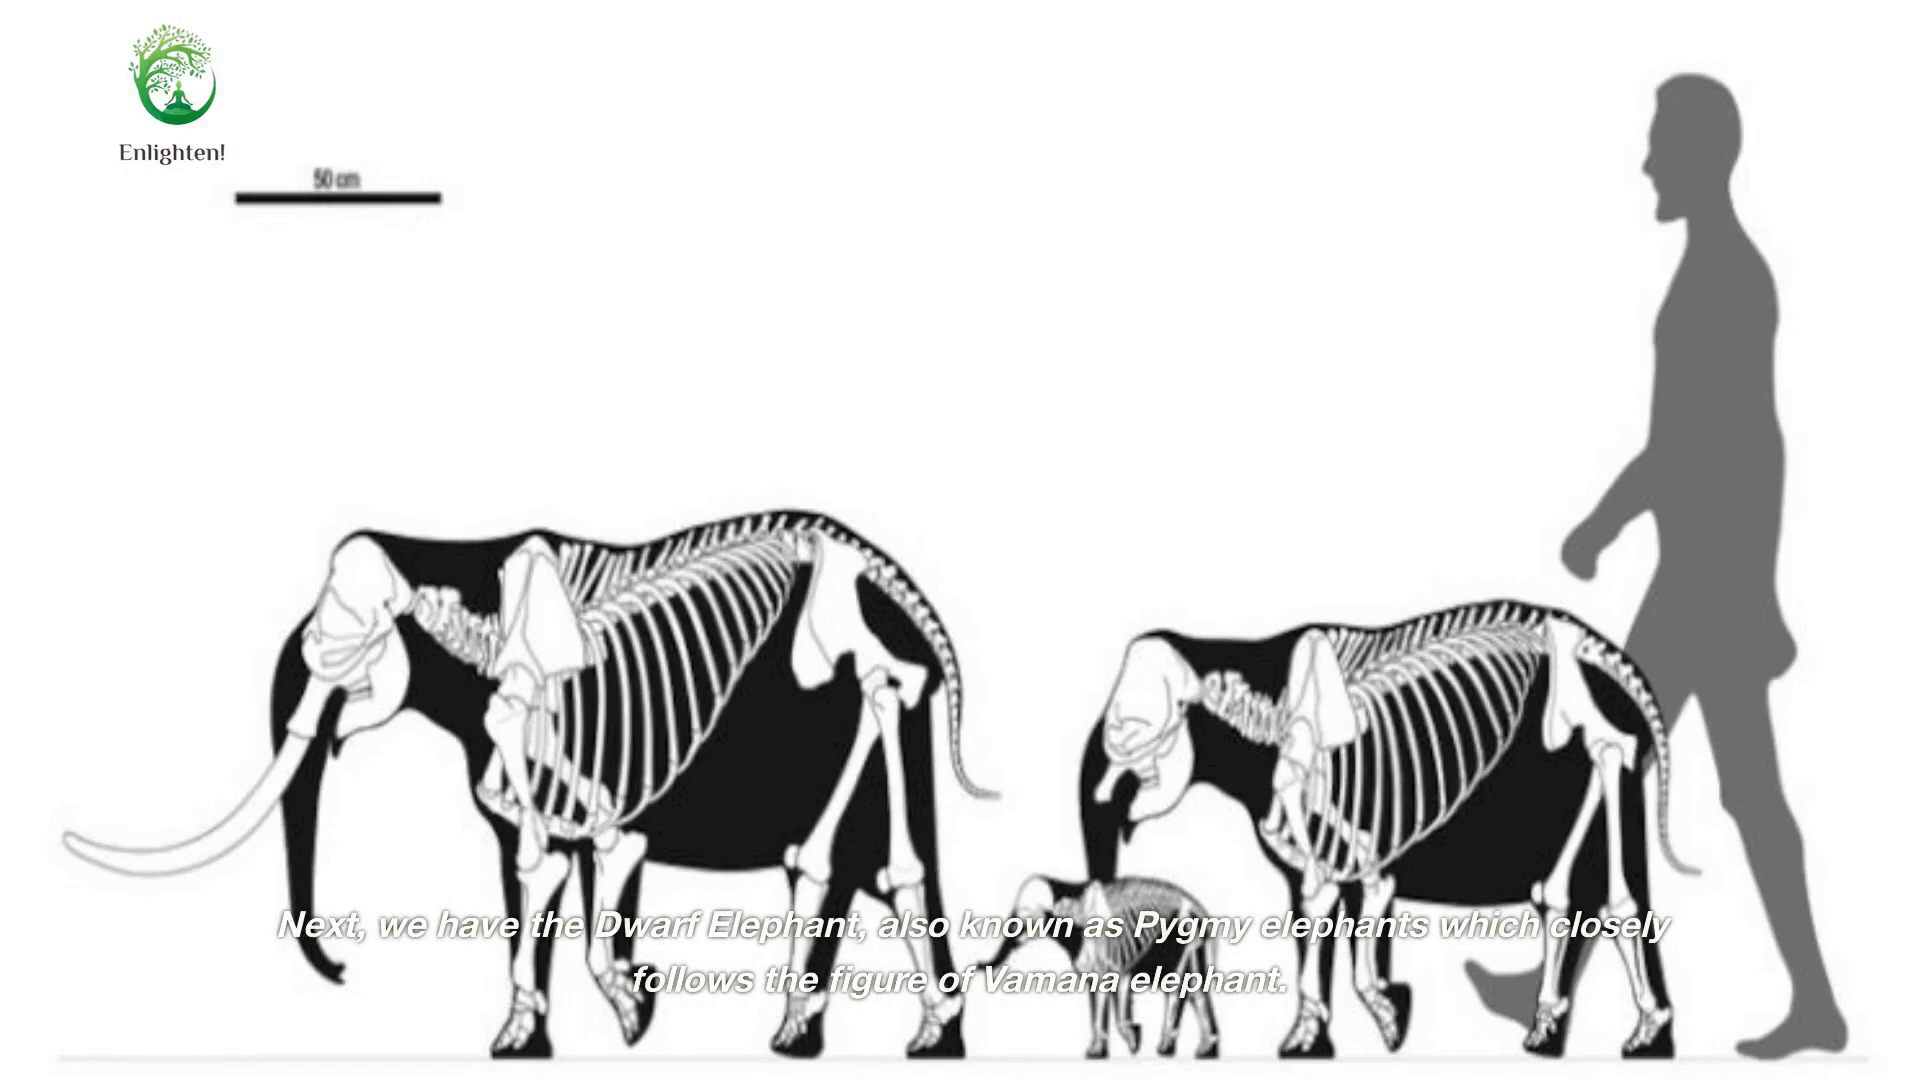 Enlighten!
50 cm
Next, we have the Dwarf Elephant, also known as Pygmy elephants which closely
follows the figure of Vamana elephant.